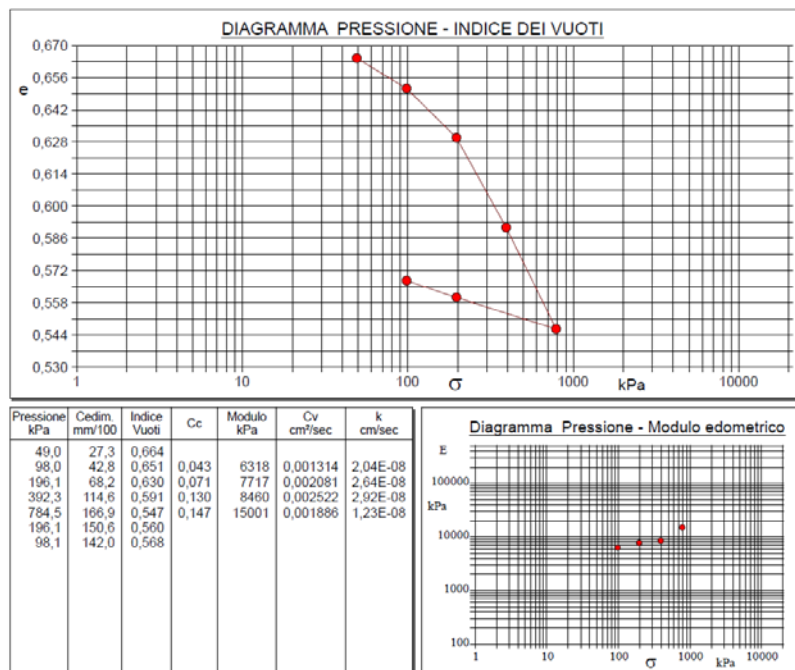 DIAGRAMMA PRESSIONE - INDICE DEI VUOTI
0,670
0,656
e
0,642
0,628
0,614
0,600
0,586
0,572
0,558
0,544
0,530
1 10 100 σ 1000 kPa 10000
Pressione kPa Cedim. mm/100 Indice Vuoti Cc Modulo kPa Cv cm²/sec k cm/sec
49,0 27,3 0,664
98,0 42,8 0,651 0,043 6318 0,001314 2,04E-08
196,1 68,2 0,630 0,071 7717 0,002081 2,64E-08
392,3 114,6 0,591 0,130 8460 0,002522 2,92E-08
784,5 166,9 0,547 0,147 15001 0,001886 1,23E-08
196,1 150,6 0,560
98,1 142,0 0,568
Diagramma Pressione - Modulo edometrico
E
100000
kPa
10000
1000
100
1 10 100 σ 1000 kPa 10000